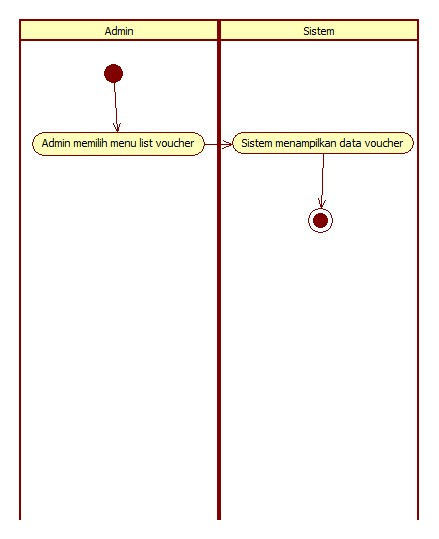 Admin
Sistem
Admin memilih menu list voucher
Sistem menampilkan data voucher